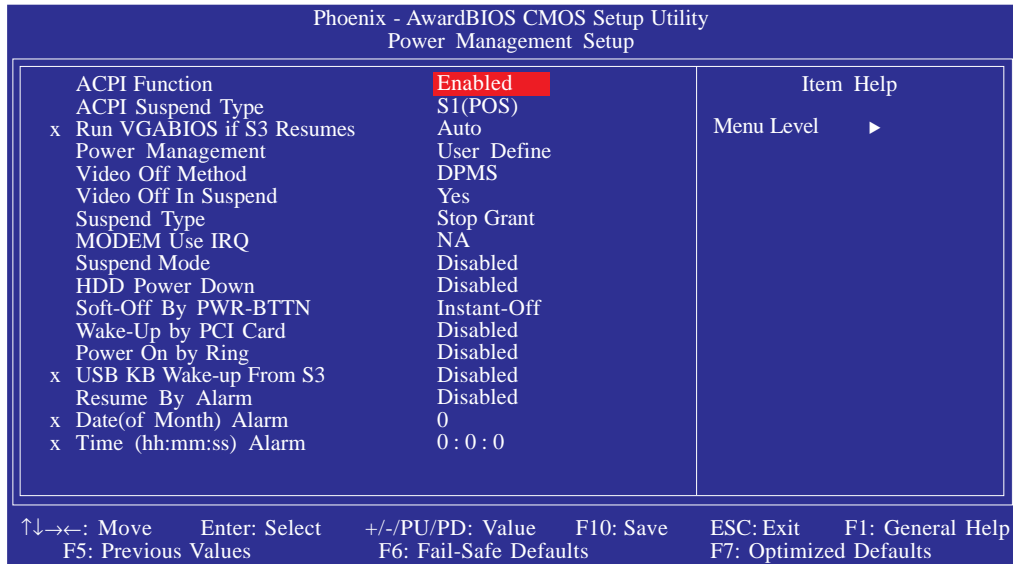 Phoenix - AwardBIOS CMOS Setup Utility
Power Management Setup
ACPI Function Enabled
ACPI Suspend Type S1(POS)
x Run VGABIOS if S3 Resumes Auto
Power Management User Define
Video Off Method DPMS
Video Off In Suspend Yes
Suspend Type Stop Grant
MODEM Use IRQ NA
Suspend Mode Disabled
HDD Power Down Disabled
Soft-Off By PWR-BTTN Instant-Off
Wake-Up by PCI Card Disabled
Power On by Ring Disabled
x USB KB Wake-up From S3 Disabled
Resume By Alarm Disabled
x Date(of Month) Alarm 0
x Time (hh:mm:ss) Alarm 0 : 0 : 0
Item Help
Menu Level ▶
↑↓→←: Move Enter: Select +/-/PU/PD: Value F10: Save ESC: Exit F1: General Help
F5: Previous Values F6: Fail-Safe Defaults F7: Optimized Defaults